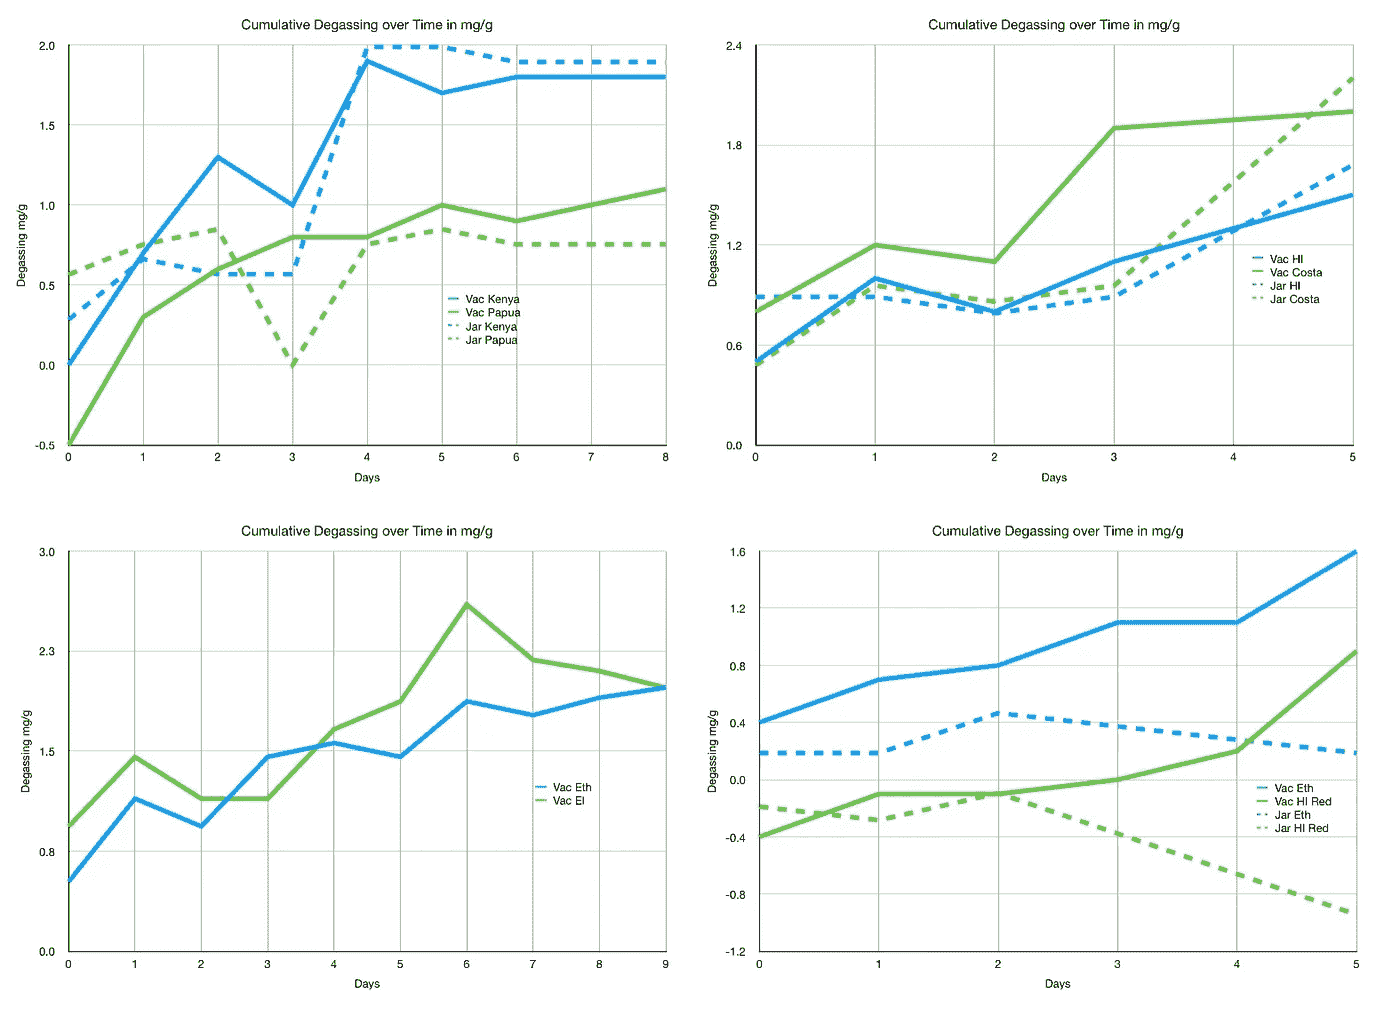 Cumulative Degassing over Time in mg/g
2.0
1.5
1.0
0.5
0.0
-0.5
Degassing mg/g
0 1 2 3 4 5 6 7 8
Days
Vac Kenya
Vac Papua
Jar Kenya
Jar Papua
Cumulative Degassing over Time in mg/g
2.4
1.8
1.2
0.6
0.0
Degassing mg/g
0 1 2 3 4 5
Days
Vac HI
Vac Costa
Jar HI
Jar Costa
Cumulative Degassing over Time in mg/g
3.0
2.3
1.5
0.8
0.0
Degassing mg/g
0 1 2 3 4 5 6 7 8 9
Days
Vac Eth
Vac El
Cumulative Degassing over Time in mg/g
1.6
1.2
0.8
0.4
0.0
-0.4
-0.8
-1.2
Degassing mg/g
0 1 2 3 4 5
Days
Vac Eth
Vac HI Red
Jar Eth
Jar HI Red